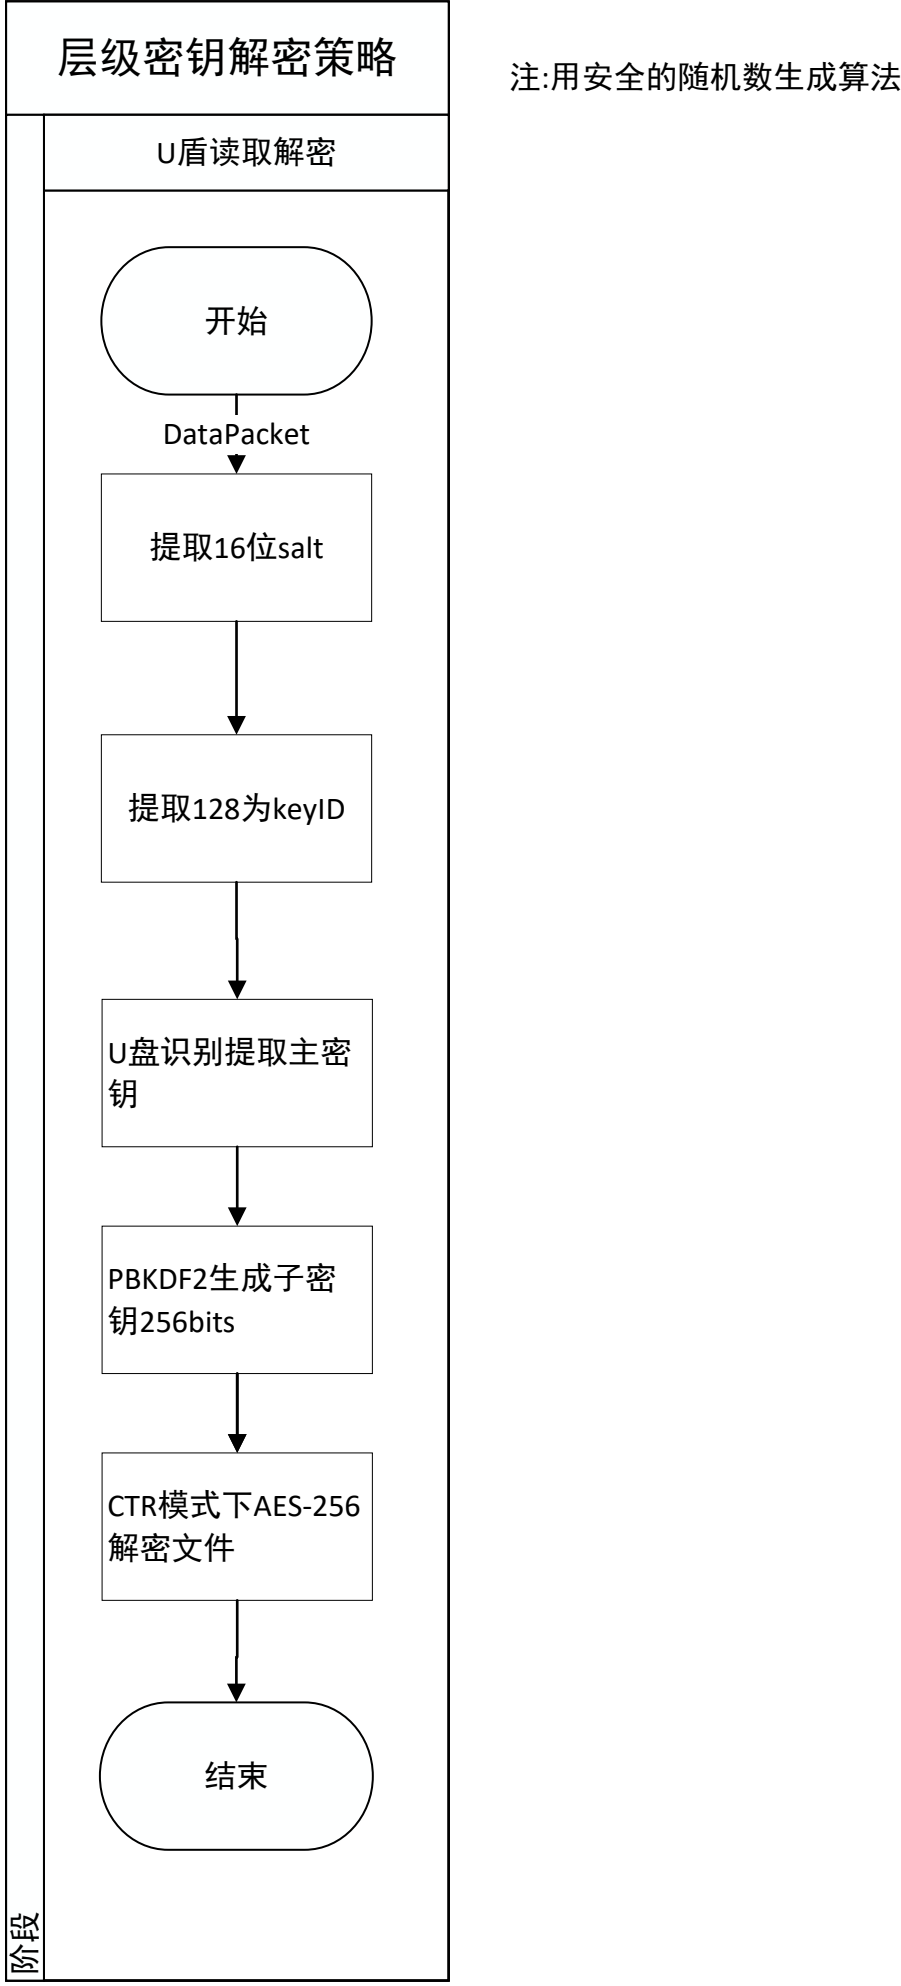 层级密钥解密策略
注:用安全的随机数生成算法
U盾读取解密
开始
DataPacket
提取16位salt
提取128为keyID
U盘识别提取主密
钥
PBKDF2生成子密
钥256bits
CTR模式下AES-256
解密文件
结束
阶段